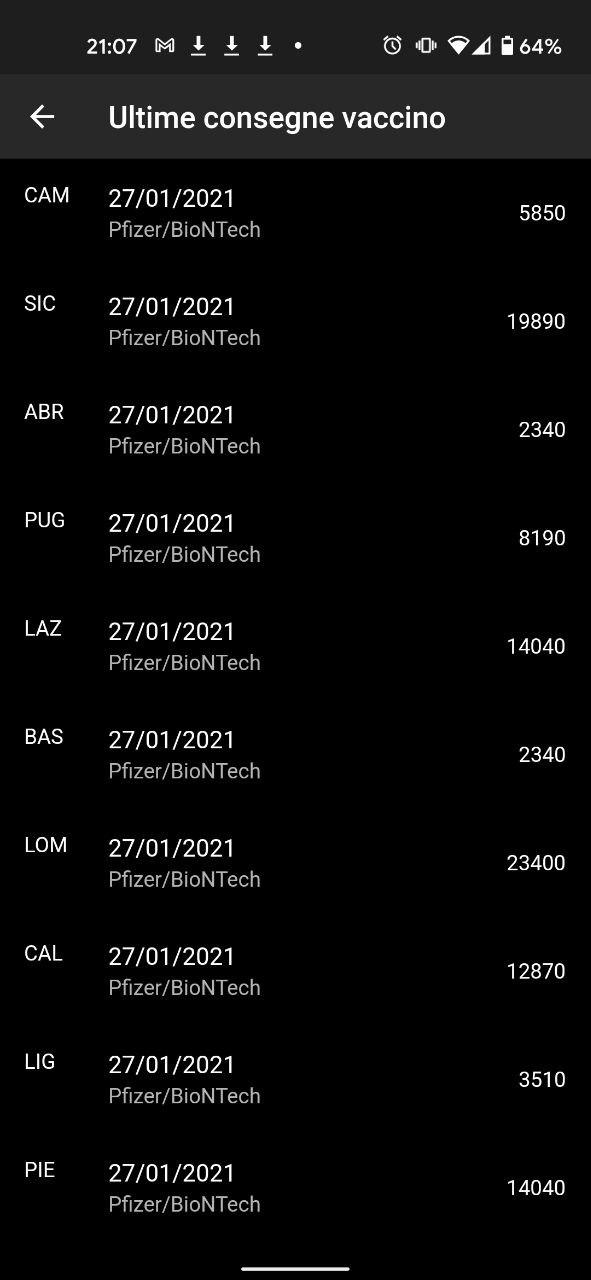 21:07 64%
Ultime consegne vaccino
CAM 27/01/2021 5850
Pfizer/BioNTech
SIC 27/01/2021 19890
Pfizer/BioNTech
ABR 27/01/2021 2340
Pfizer/BioNTech
PUG 27/01/2021 8190
Pfizer/BioNTech
LAZ 27/01/2021 14040
Pfizer/BioNTech
BAS 27/01/2021 2340
Pfizer/BioNTech
LOM 27/01/2021 23400
Pfizer/BioNTech
CAL 27/01/2021 12870
Pfizer/BioNTech
LIG 27/01/2021 3510
Pfizer/BioNTech
PIE 27/01/2021 14040
Pfizer/BioNTech